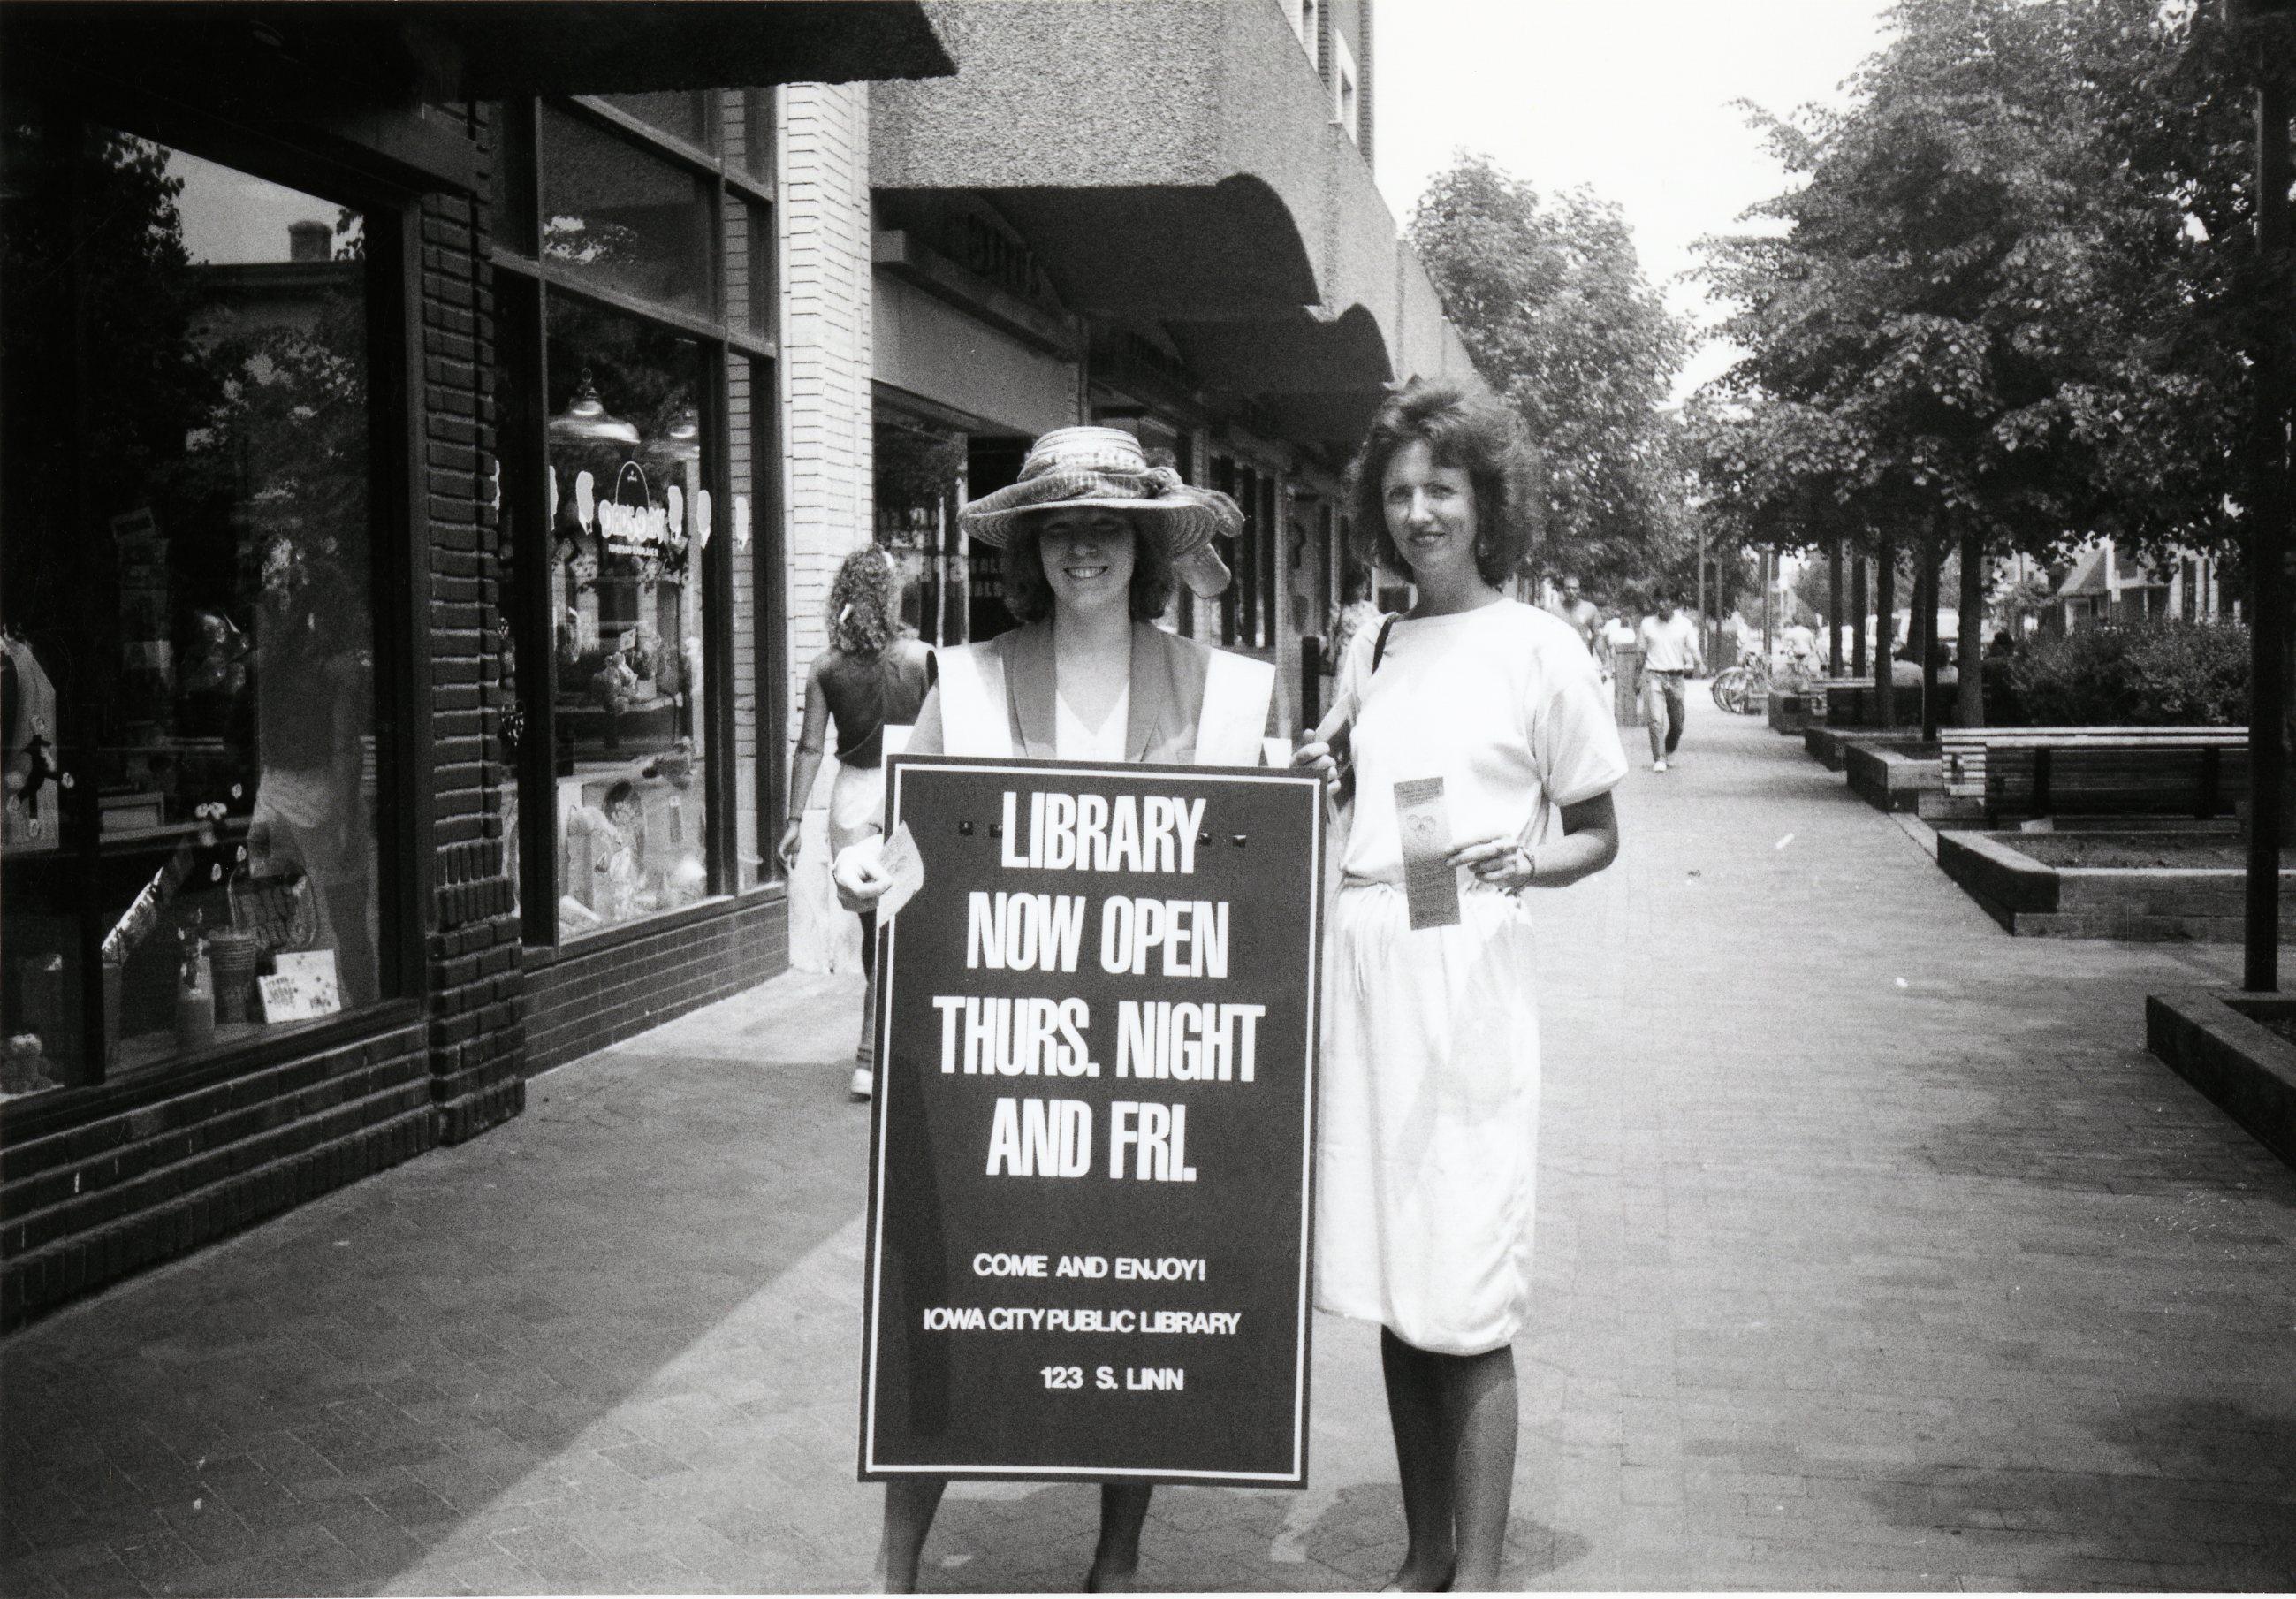 LIBRARY
NOW OPEN
THURS. NIGHT
AND FRI.
COME AND ENJOY!
IOWA CITY PUBLIC LIBRARY
123 S. LINN